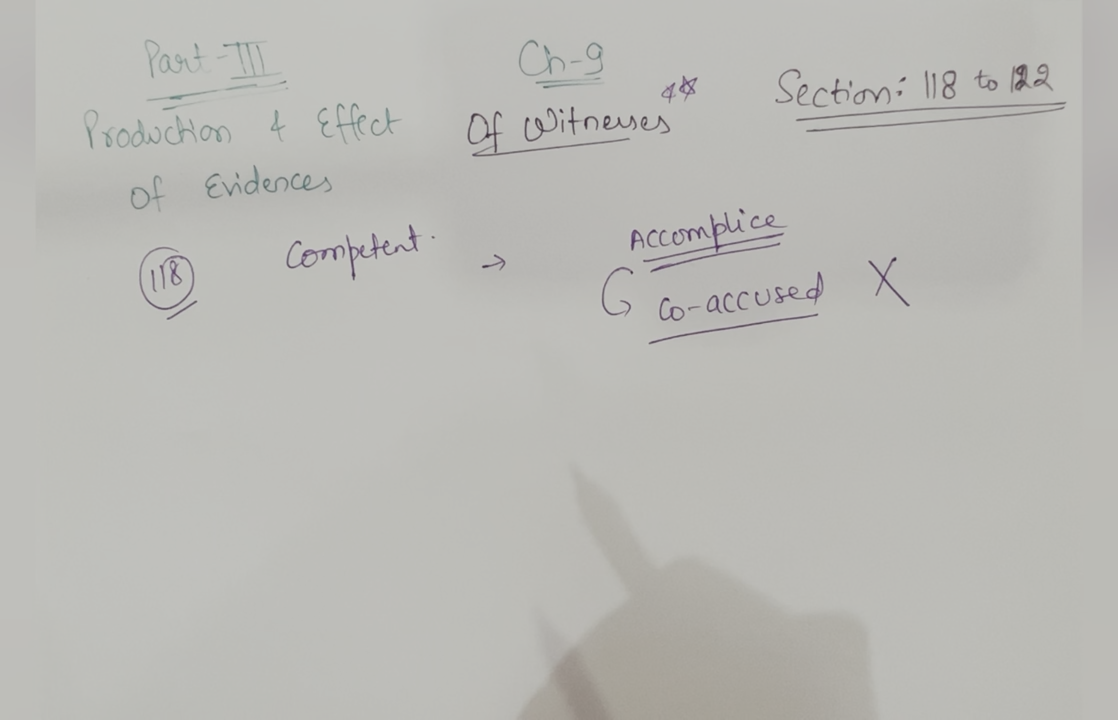 Part-III
Production & Effect
of Evidences
Ch-9
Of Witnesses
Section: 118 to 122
118 Competent. → Accomplice
co-accused X